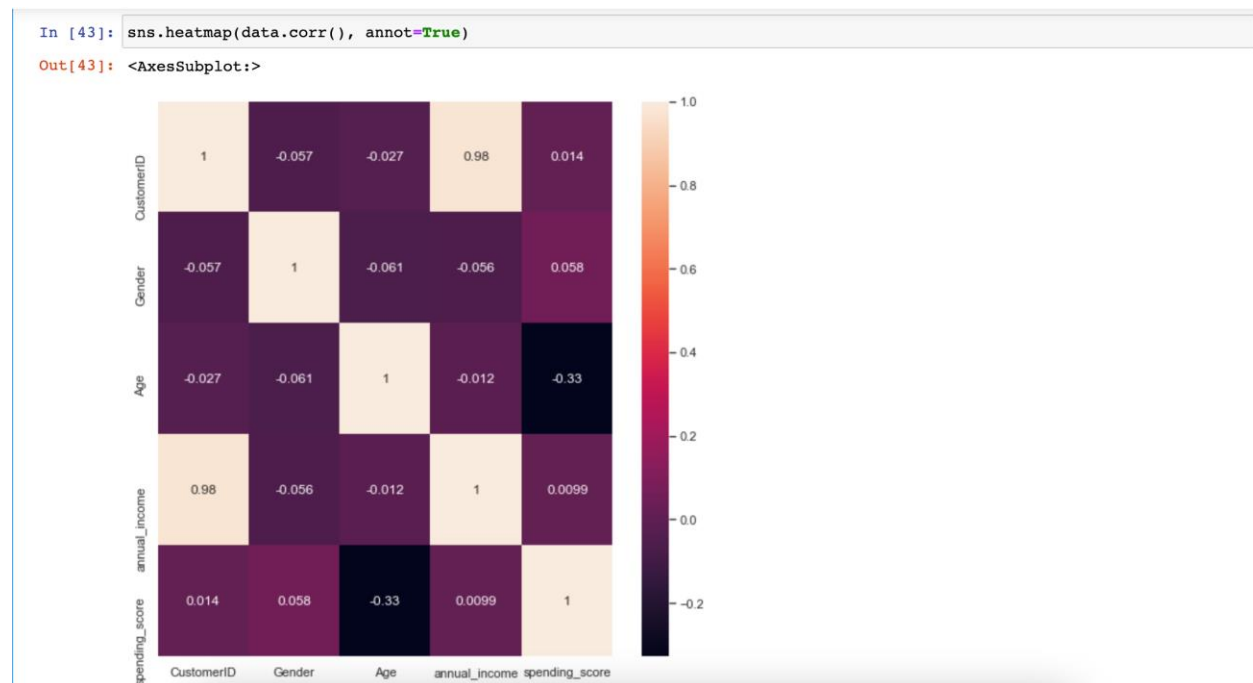 In [43]: sns.heatmap(data.corr(), annot=True)
Out[43]: <AxesSubplot:>
1.0
CustomerID 1 -0.057 -0.027 0.98 0.014
0.8
Gender -0.057 1 -0.061 -0.056 0.058
0.6
0.4
Age -0.027 -0.061 1 -0.012 -0.33
0.2
annual_income 0.98 -0.056 -0.012 1 0.0099
0.0
spending_score 0.014 0.058 -0.33 0.0099 1
-0.2
CustomerID Gender Age annual_income spending_score